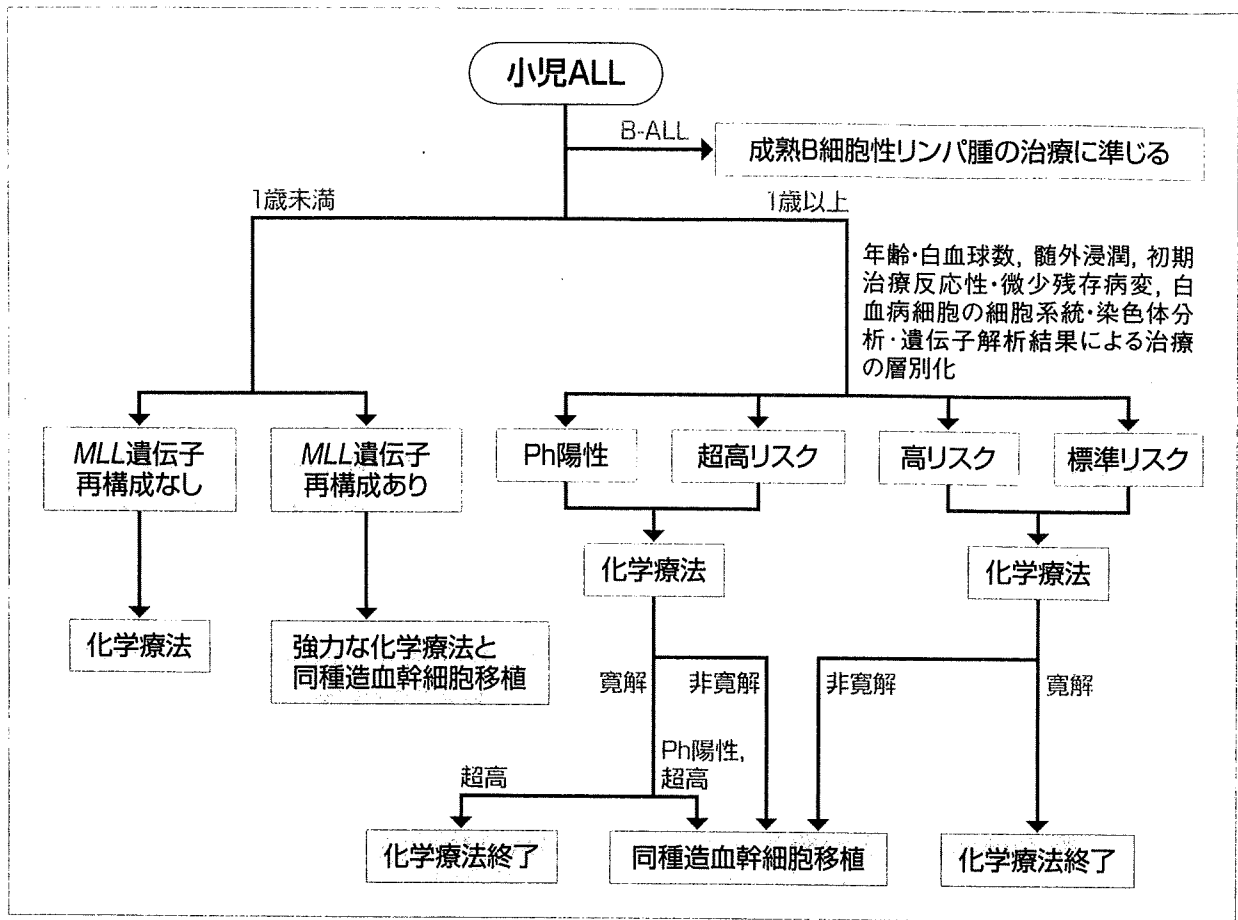 小児ALL
B-ALL
成熟B細胞性リンパ腫の治療に準じる
1歳未満
1歳以上
年齢・白血球数, 髄外浸潤, 初期
治療反応性・微少残存病変, 白
血病細胞の細胞系統・染色体分
析・遺伝子解析結果による治療
の層別化
MLL遺伝子
再構成なし
MLL遺伝子
再構成あり
Ph陽性
超高リスク
高リスク
標準リスク
化学療法
化学療法
化学療法
強力な化学療法と
同種造血幹細胞移植
寛解
非寛解
非寛解
寛解
超高
Ph陽性,
超高
化学療法終了
同種造血幹細胞移植
化学療法終了